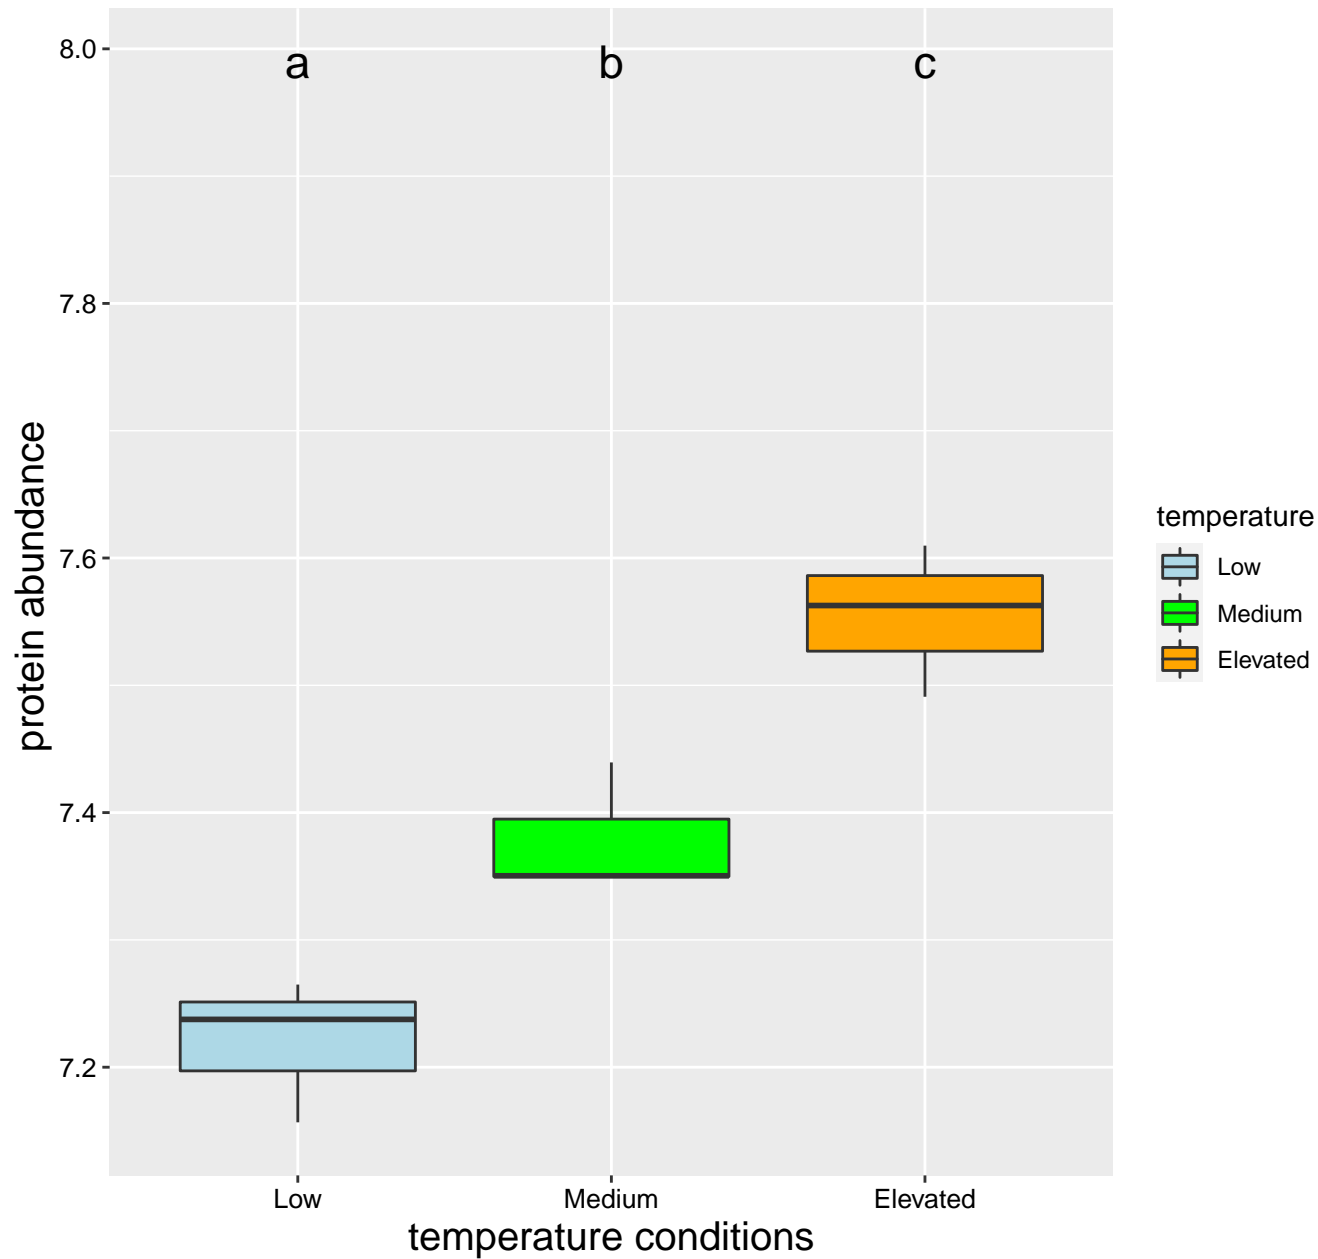 8.0
a b c
7.8
7.6
7.4
7.2
protein abundance
Low Medium Elevated
temperature conditions
temperature
Low
Medium
Elevated